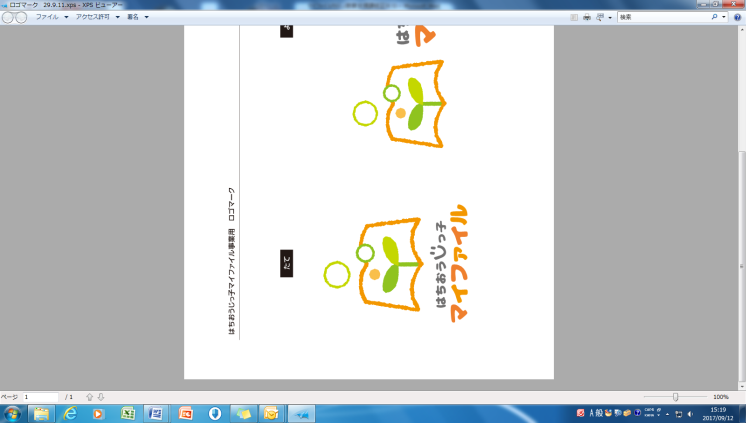 ロゴマーク 29.9.11.xps - XPS ビューアー
ファイル アクセス許可 署名
検索
はちおうじっ子マイファイル事業用 ロゴマーク
たて
はちおうじっ子
マイファイル
ページ 1 / 1
100%
A 般
CAPS
KANA
15:19
2017/09/12